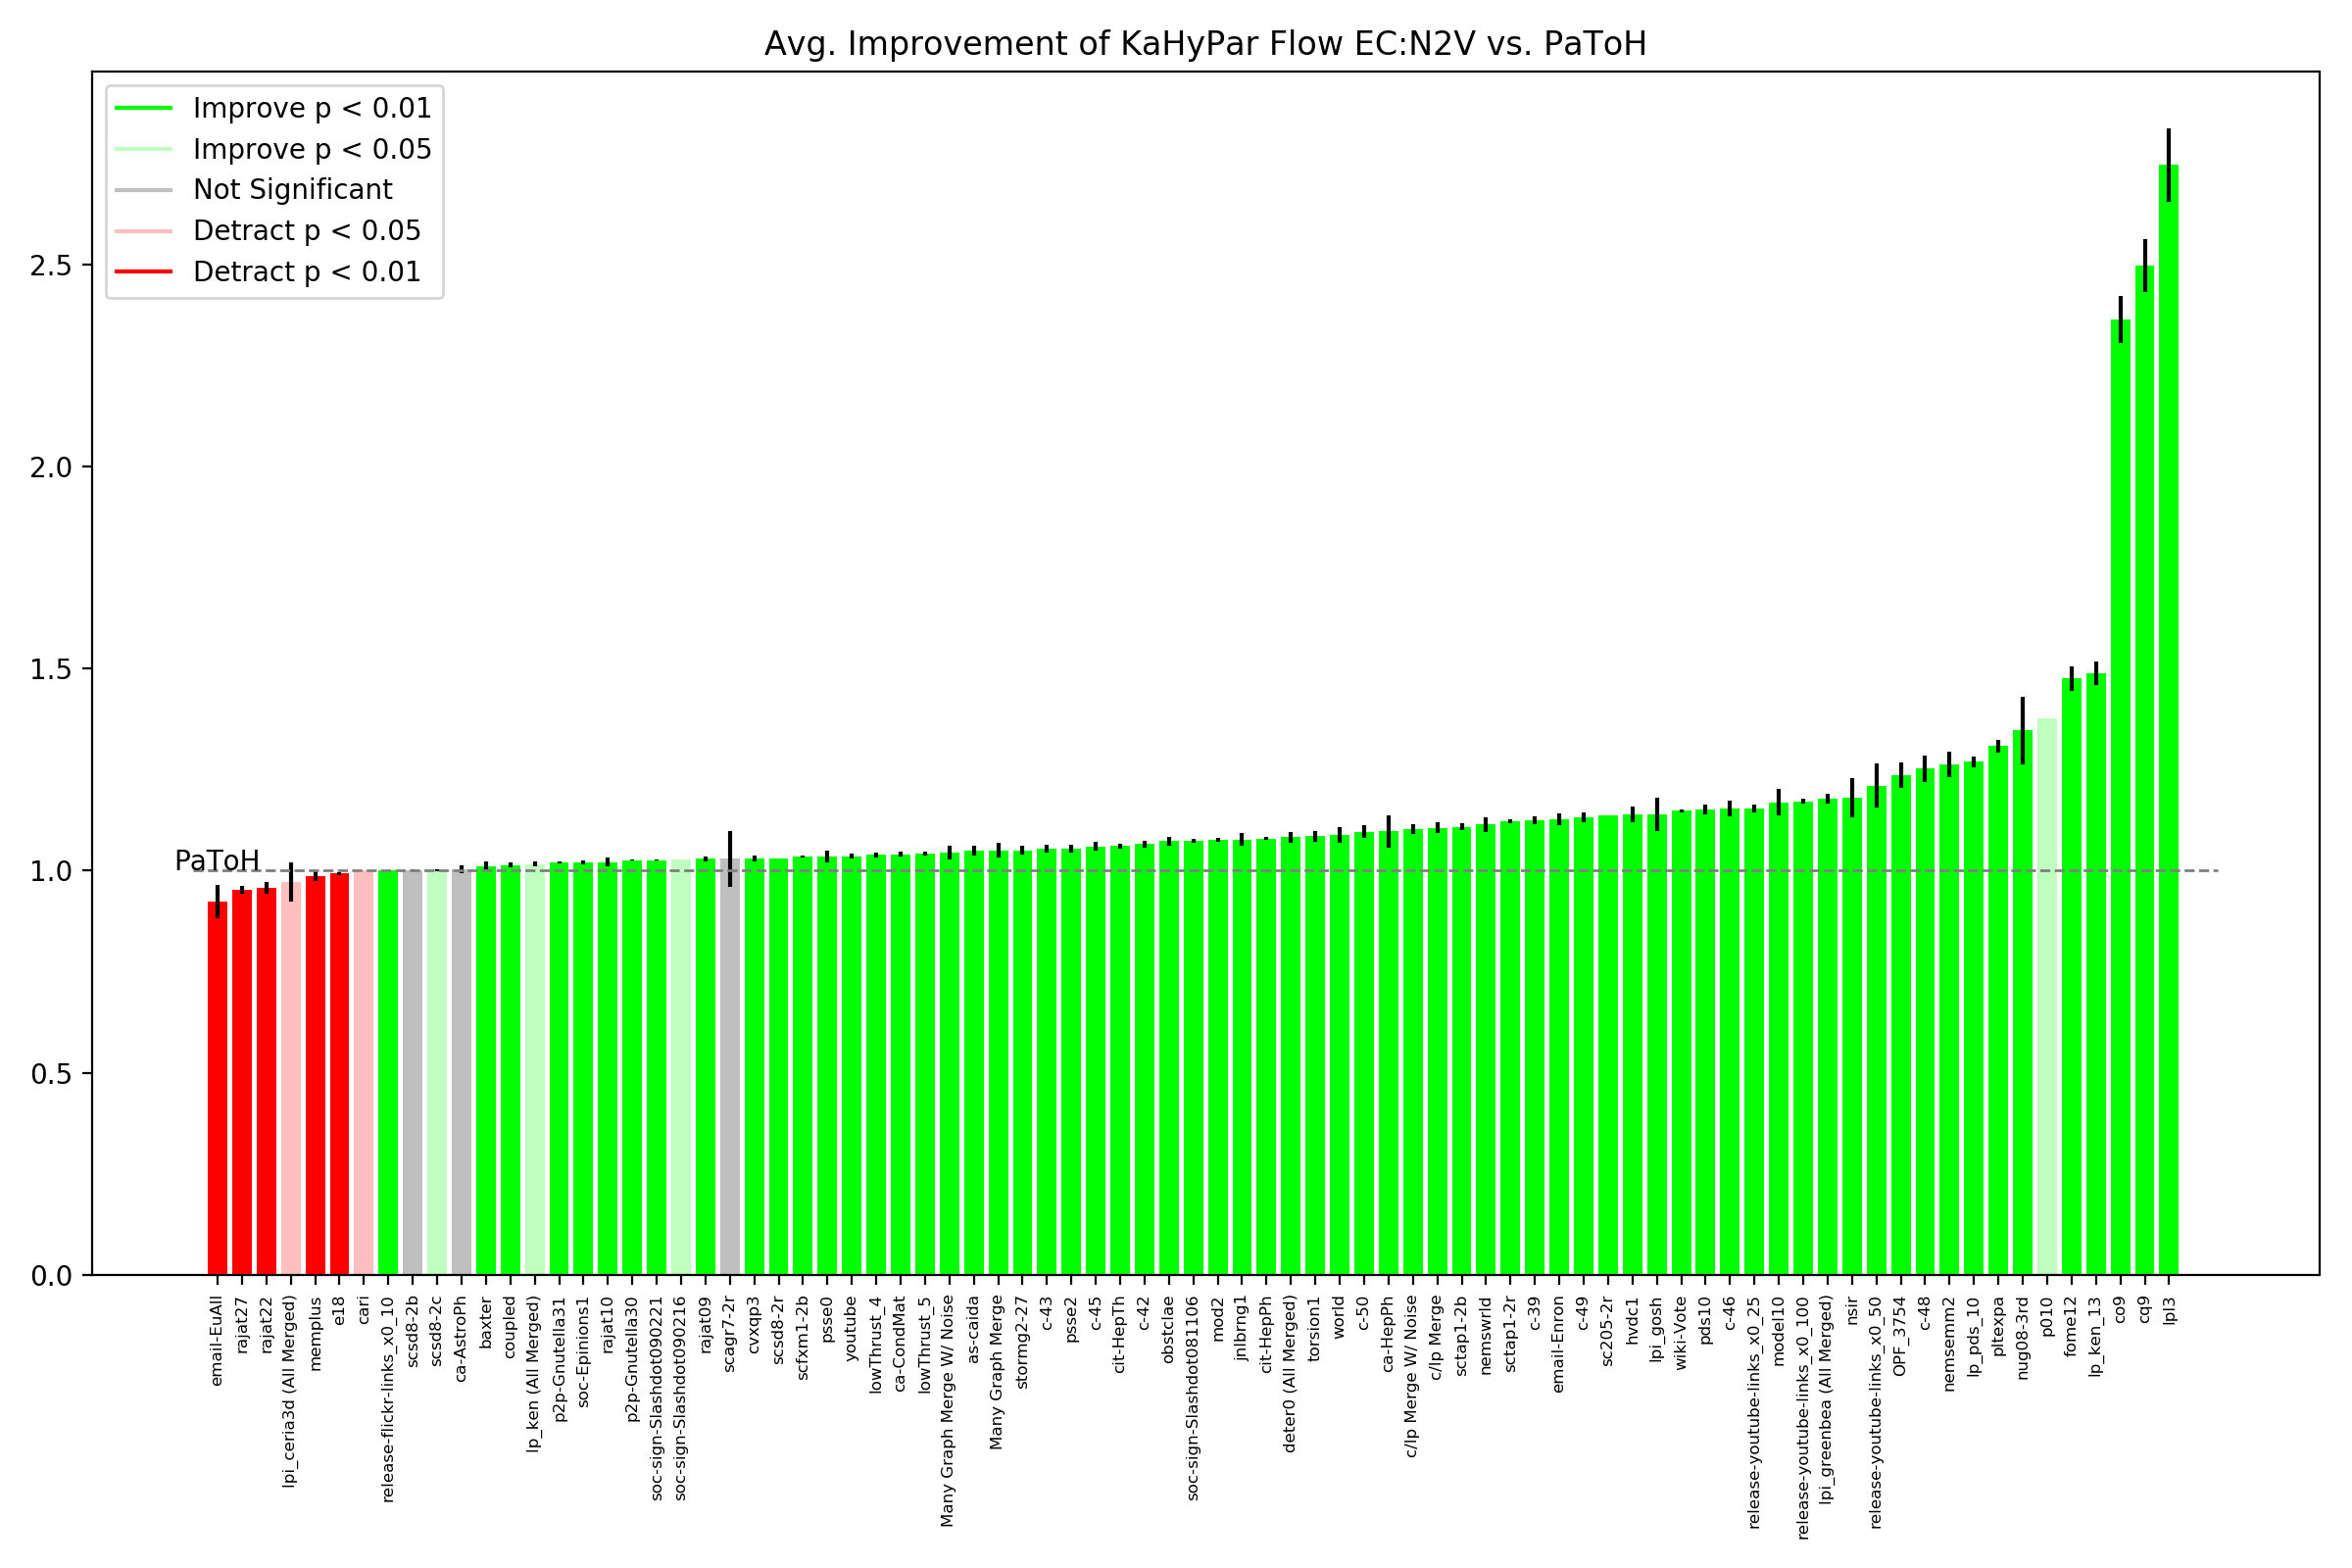 Avg. Improvement of KaHyPar Flow EC:N2V vs. PaToH
Improve p < 0.01
Improve p < 0.05
Not Significant
Detract p < 0.05
Detract p < 0.01
2.5
2.0
1.5
1.0
0.5
0.0
PaToH
email-EuAll
rajat27
rajat22
lpi_ceria3d (All Merged)
memplus
e18
cari
release-flickr-links_x0_10
scsd8-2b
scsd8-2c
ca-AstroPh
baxter
coupled
lp_ken (All Merged)
p2p-Gnutella31
soc-Epinions1
rajat10
p2p-Gnutella30
soc-sign-Slashdot090221
soc-sign-Slashdot090216
rajat09
scagr7-2r
cvxqp3
scsd8-2r
scfxm1-2b
psse0
youtube
lowThrust_4
ca-CondMat
lowThrust_5
Many Graph Merge W/ Noise
as-caida
Many Graph Merge
stormg2-27
c-43
psse2
c-45
cit-HepTh
c-42
obstclae
soc-sign-Slashdot081106
mod2
jnlbrng1
cit-HepPh
deter0 (All Merged)
torsion1
world
c-50
ca-HepPh
c/lp Merge W/ Noise
c/lp Merge
sctap1-2b
nemswrld
sctap1-2r
c-39
email-Enron
c-49
sc205-2r
hvdc1
lpi_gosh
wiki-Vote
pds10
c-46
release-youtube-links_x0_25
model10
release-youtube-links_x0_100
lpi_greenbea (All Merged)
nsir
release-youtube-links_x0_50
OPF_3754
c-48
nemsemm2
lp_pds_10
pltexpa
nug08-3rd
p010
fome12
lp_ken_13
co9
cq9
lpl3